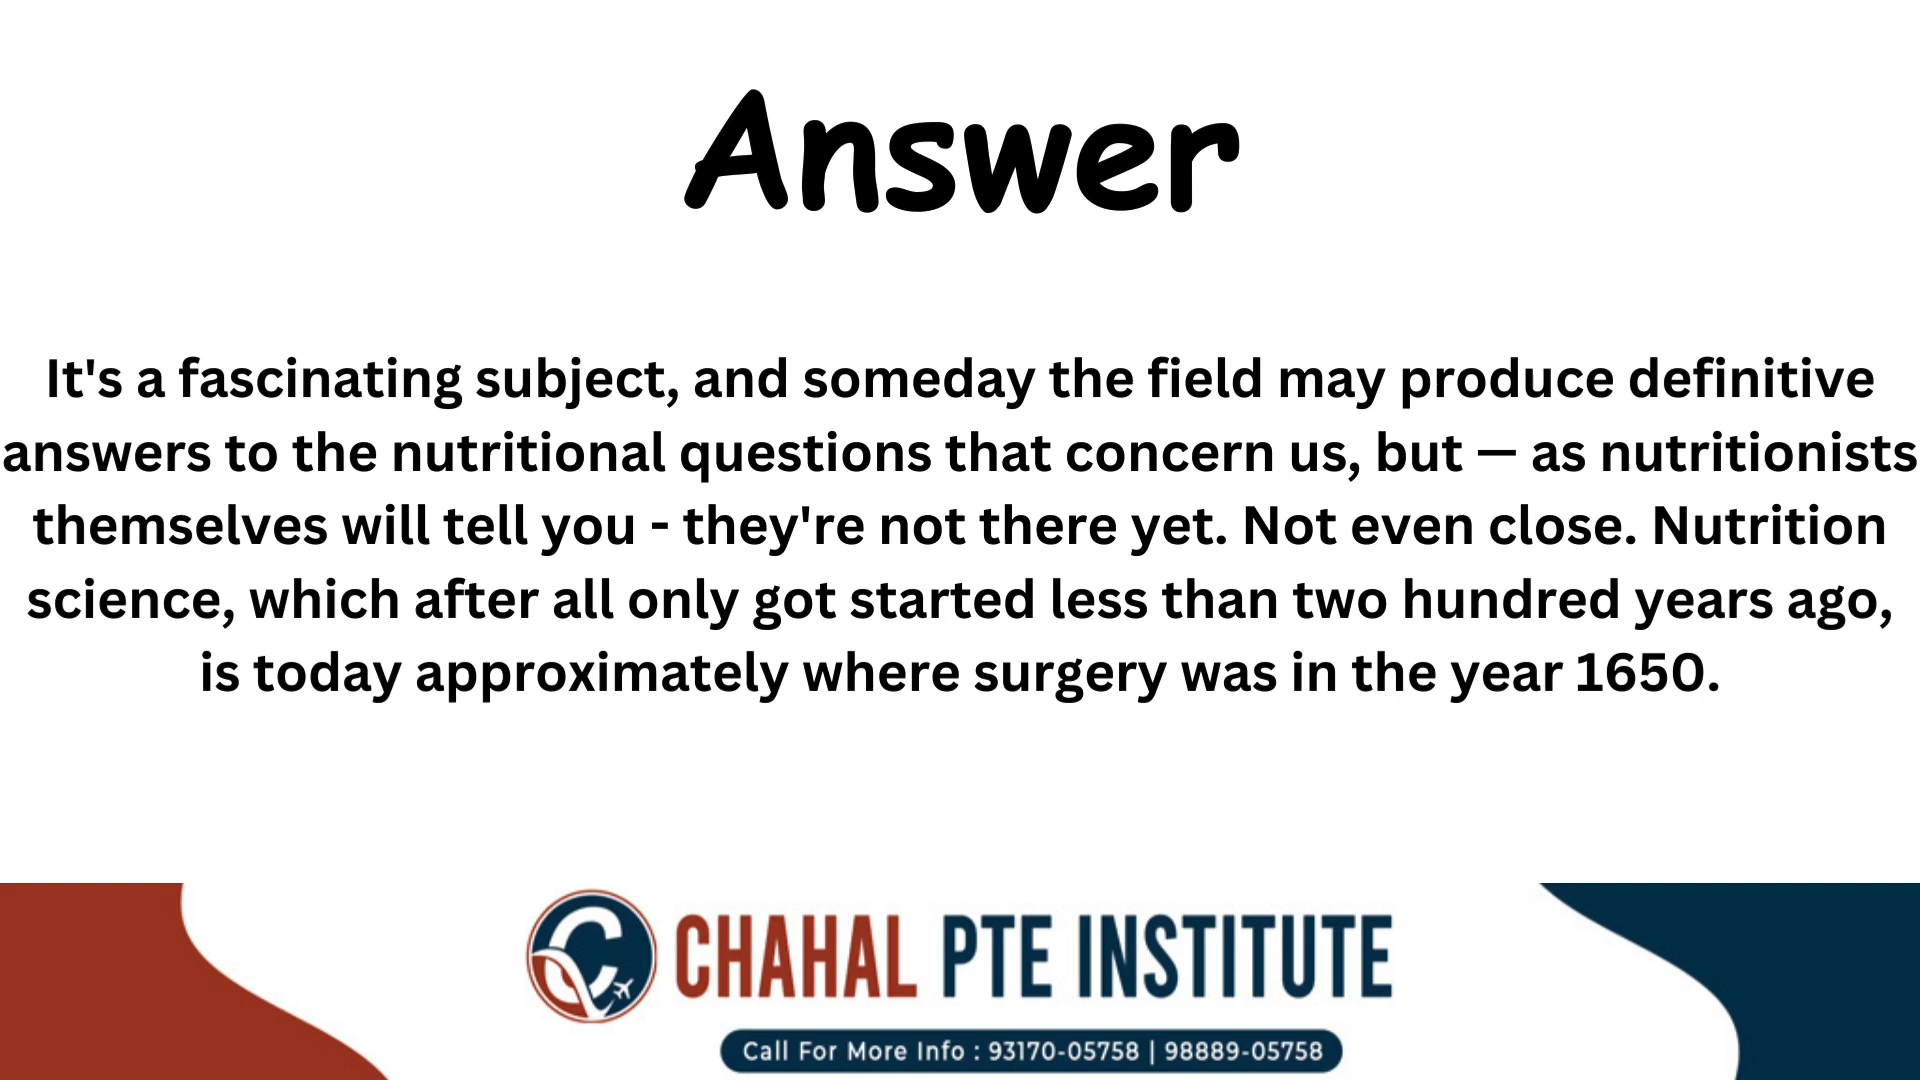 Answer
It's a fascinating subject, and someday the field may produce definitive
answers to the nutritional questions that concern us, but — as nutritionists
themselves will tell you - they're not there yet. Not even close. Nutrition
science, which after all only got started less than two hundred years ago,
is today approximately where surgery was in the year 1650.
CHAHAL PTE INSTITUTE
Call For More Info : 93170-05758 | 98889-05758